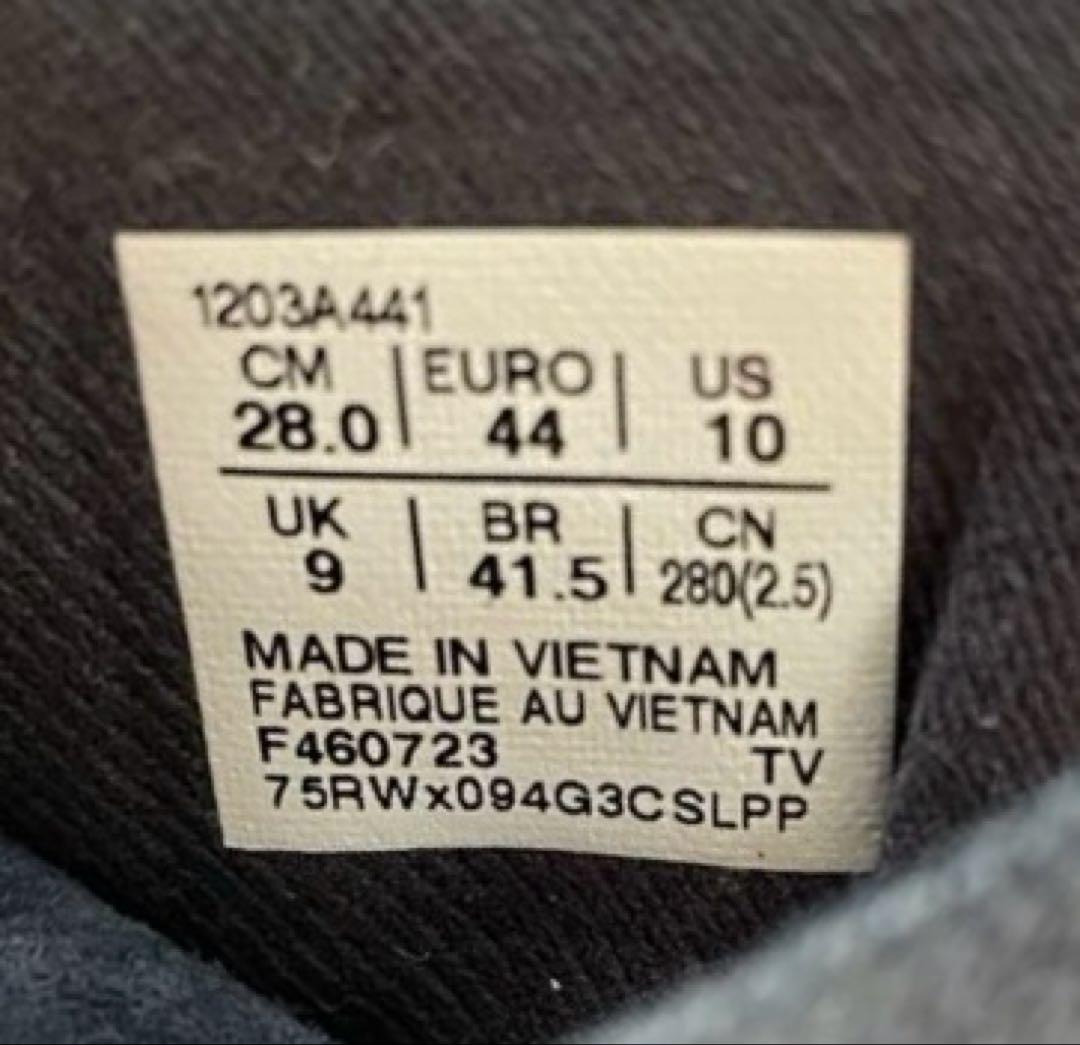 1203A441
CM | EURO | US
28.0 | 44 | 10
UK | BR | CN
9 | 41.5 | 280(2.5)
MADE IN VIETNAM
FABRIQUE AU VIETNAM
F460723 TV
75RWx094G3CSLPP